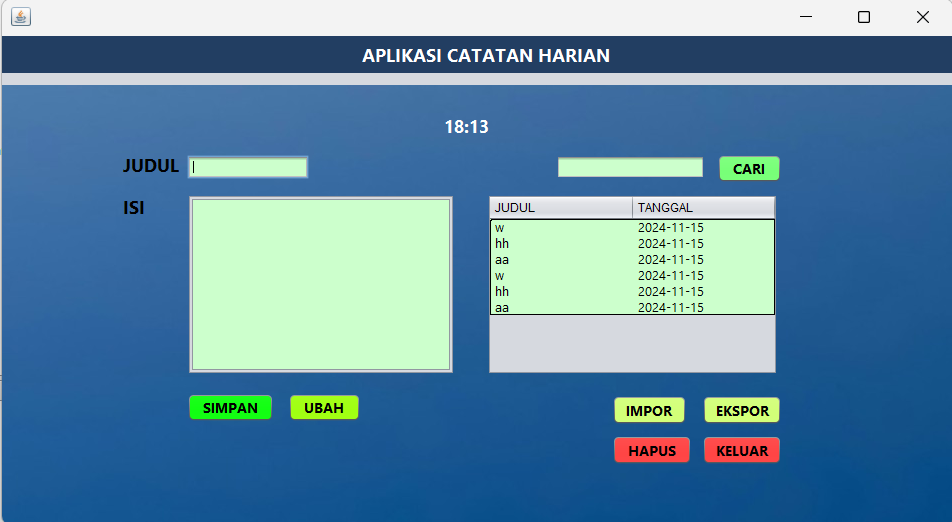 APLIKASI CATATAN HARIAN
18:13
JUDUL
CARI
ISI
JUDUL TANGGAL
w 2024-11-15
hh 2024-11-15
aa 2024-11-15
w 2024-11-15
hh 2024-11-15
aa 2024-11-15
SIMPAN UBAH
IMPOR EKSPOR
HAPUS KELUAR